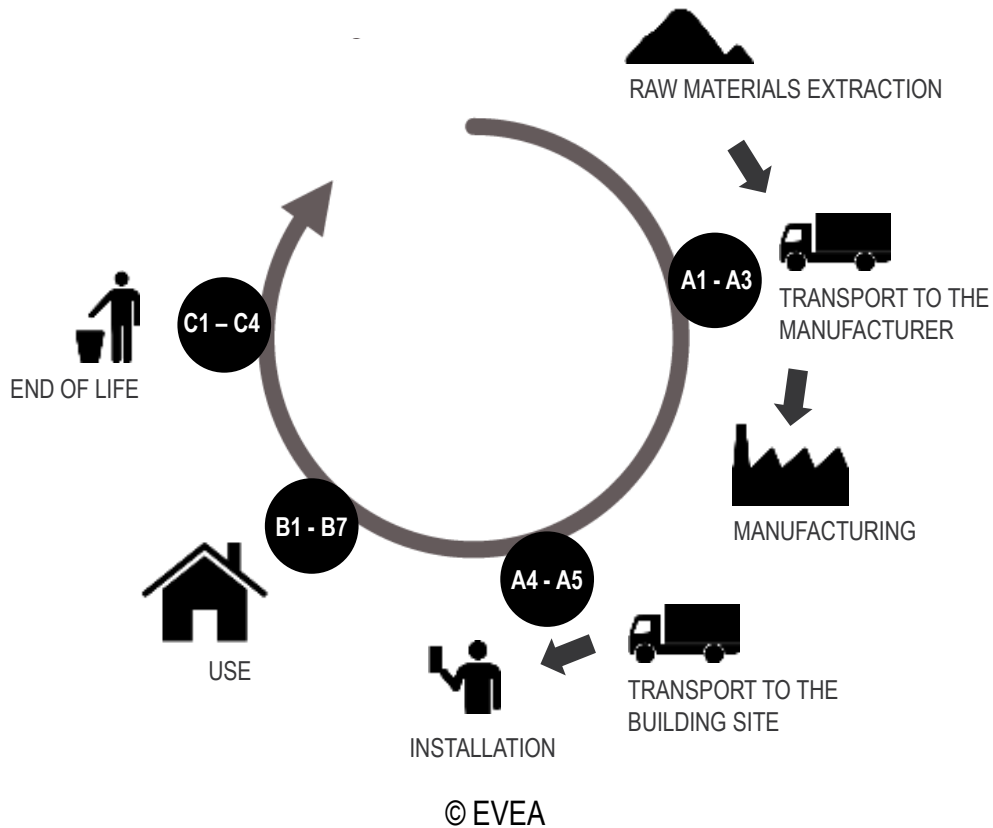 RAW MATERIALS EXTRACTION
A1 - A3
TRANSPORT TO THE
MANUFACTURER
MANUFACTURING
A4 - A5
TRANSPORT TO THE
BUILDING SITE
INSTALLATION
B1 - B7
USE
C1 – C4
END OF LIFE
© EVEA